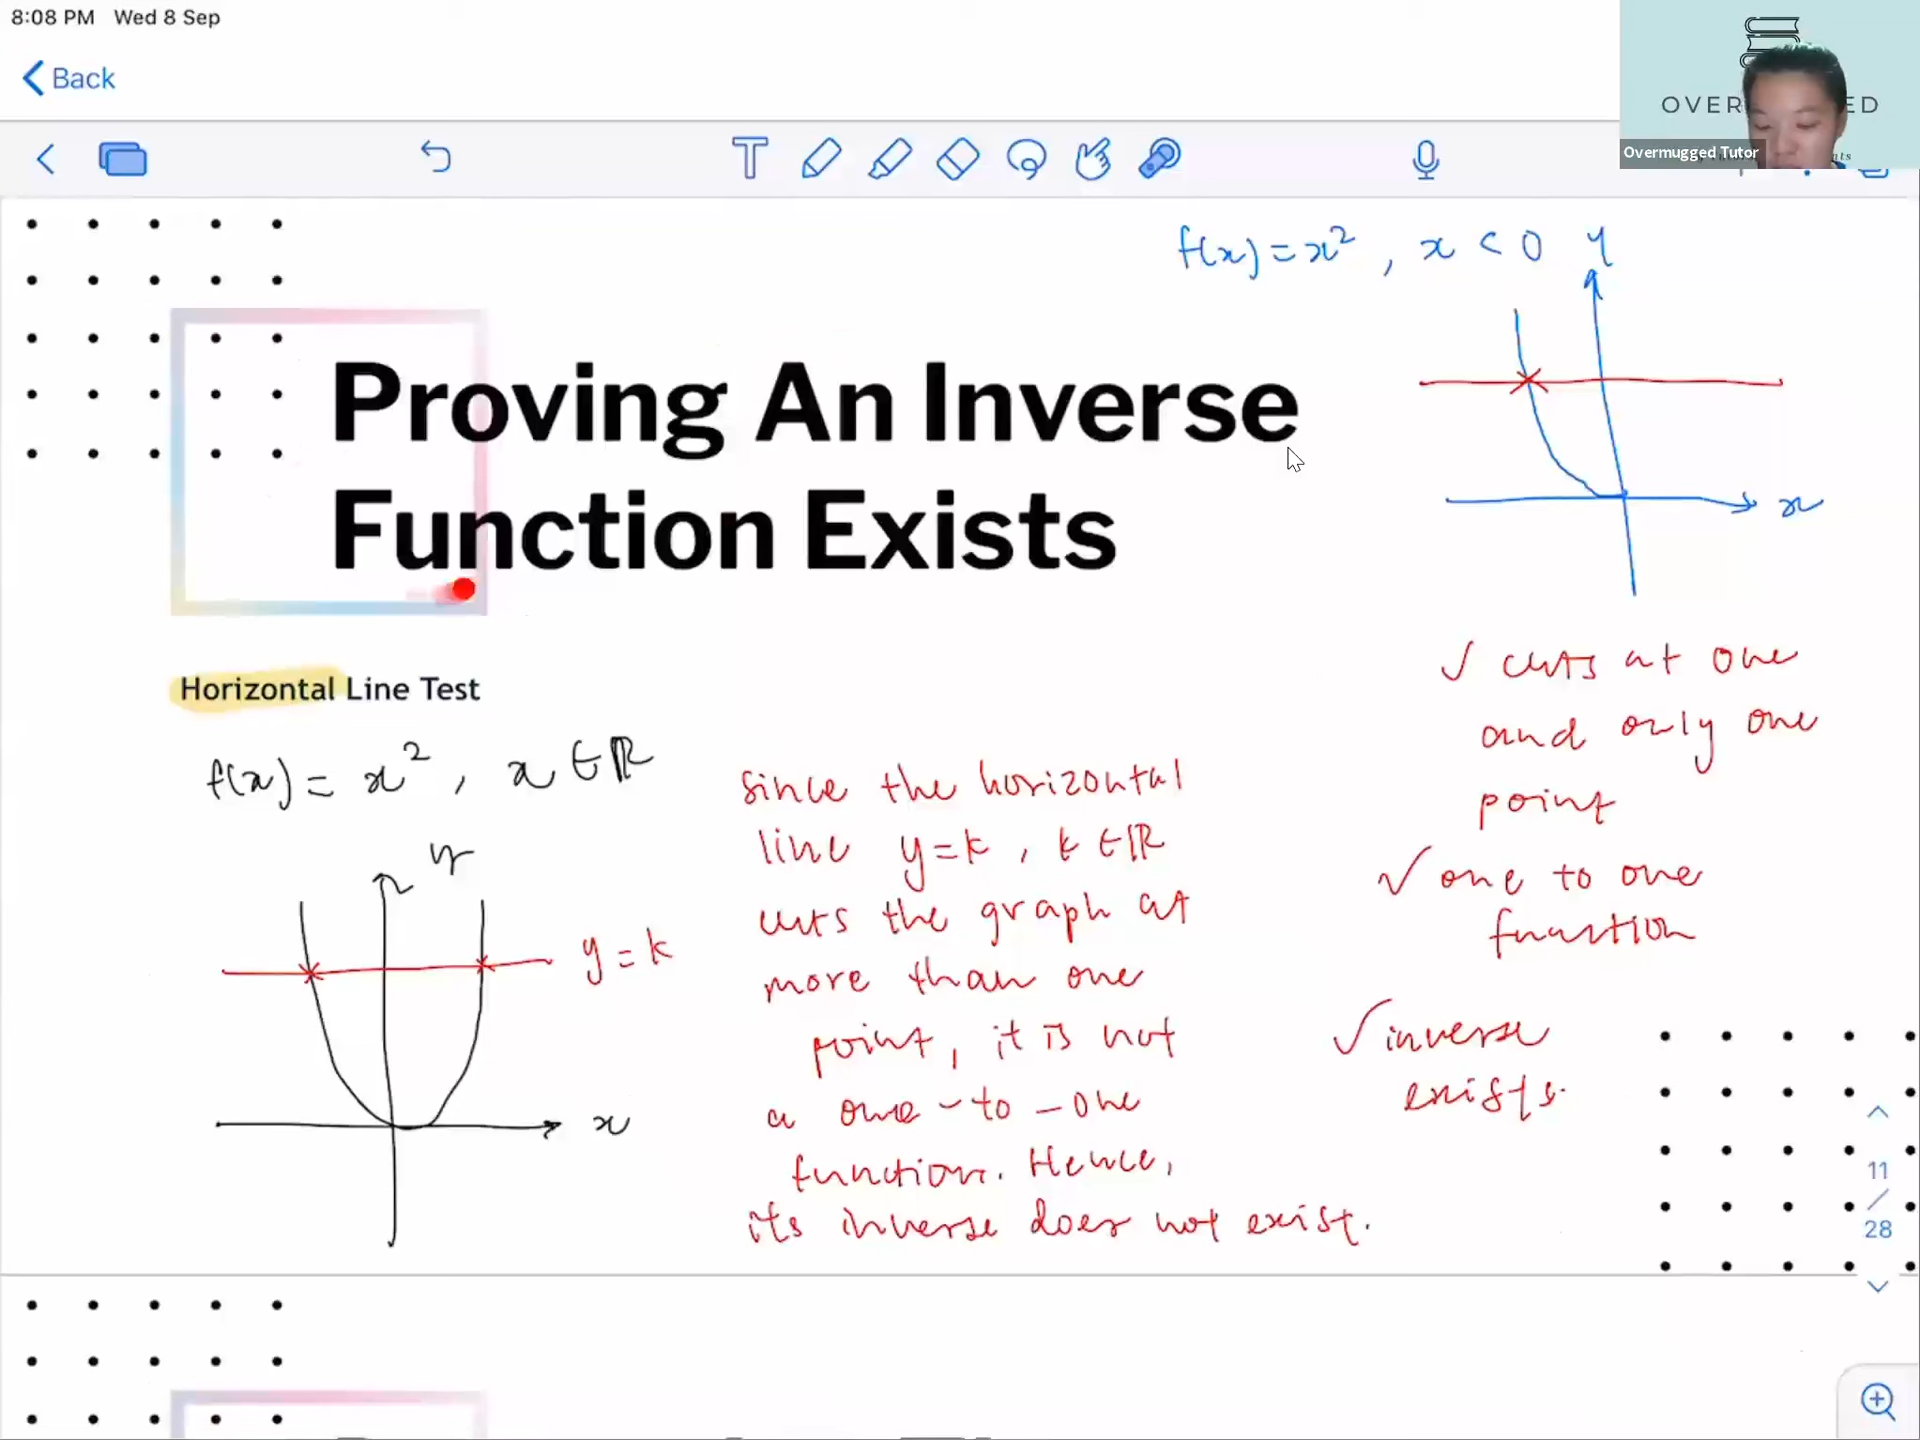 8:08 PM Wed 8 Sep
Back
OVER ED
Overmugged Tutor
nts
f(x) = x², x < 0
y
x
Proving An Inverse
Function Exists
Horizontal Line Test
f(x) = x², x ∈ ℝ
y
y = k
x
since the horizontal
line y=k, k ∈ ℝ
cuts the graph at
more than one
point, it is not
a one-to-one
function. Hence,
its inverse does not exist.
✓ cuts at one
and only one
point
✓ one to one
function
✓ inverse
exists.
11
/
28